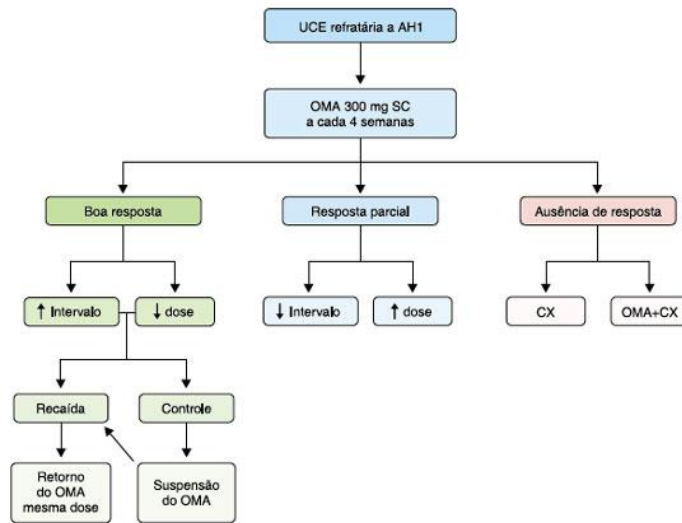 UCE refratária a AH1
OMA 300 mg SC
a cada 4 semanas
Boa resposta
Resposta parcial
Ausência de resposta
↑ Intervalo
↓ dose
↓ Intervalo
↑ dose
CX
OMA+CX
Recaída
Controle
Retorno
do OMA
mesma dose
Suspensão
do OMA